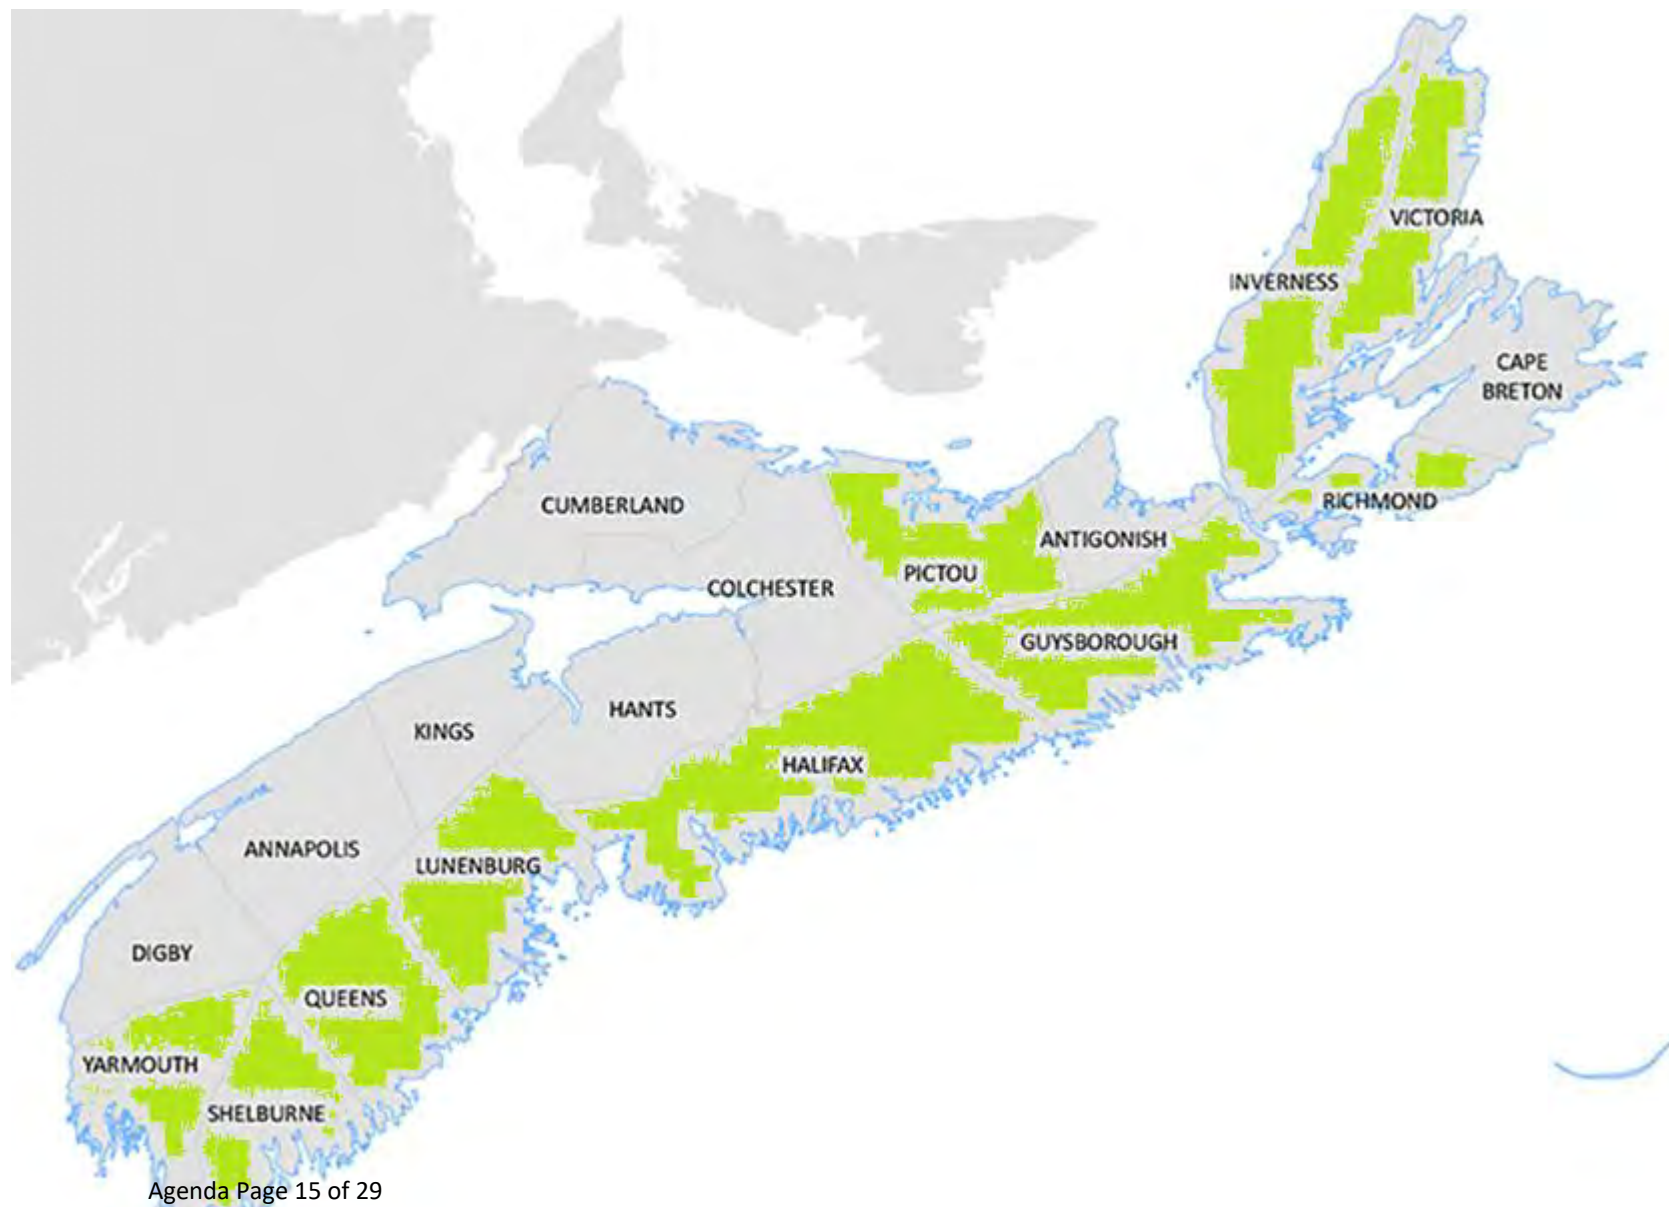 VICTORIA
INVERNESS
CAPE
BRETON
RICHMOND
CUMBERLAND
ANTIGONISH
PICTOU
COLCHESTER
GUYSBOROUGH
HANTS
KINGS
HALIFAX
ANNAPOLIS
LUNENBURG
DIGBY
QUEENS
YARMOUTH
SHELBURNE
Agenda Page 15 of 29